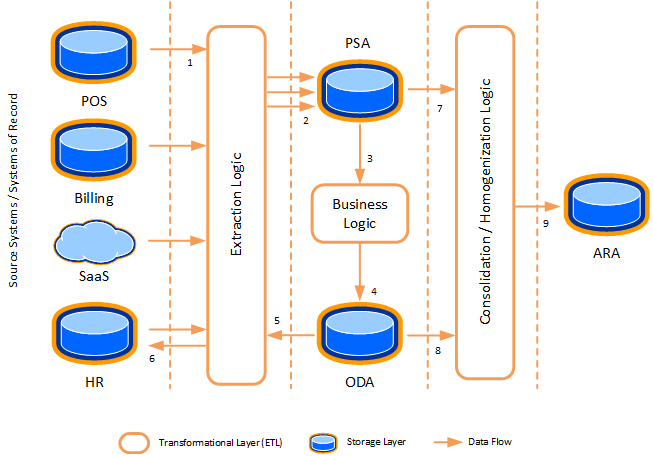 Source Systems / Systems of Record
POS
Billing
SaaS
HR
1
6
Extraction Logic
2
5
PSA
3
Business
Logic
4
ODA
7
8
Consolidation / Homogenization Logic
9
ARA
Transformational Layer (ETL)
Storage Layer
Data Flow